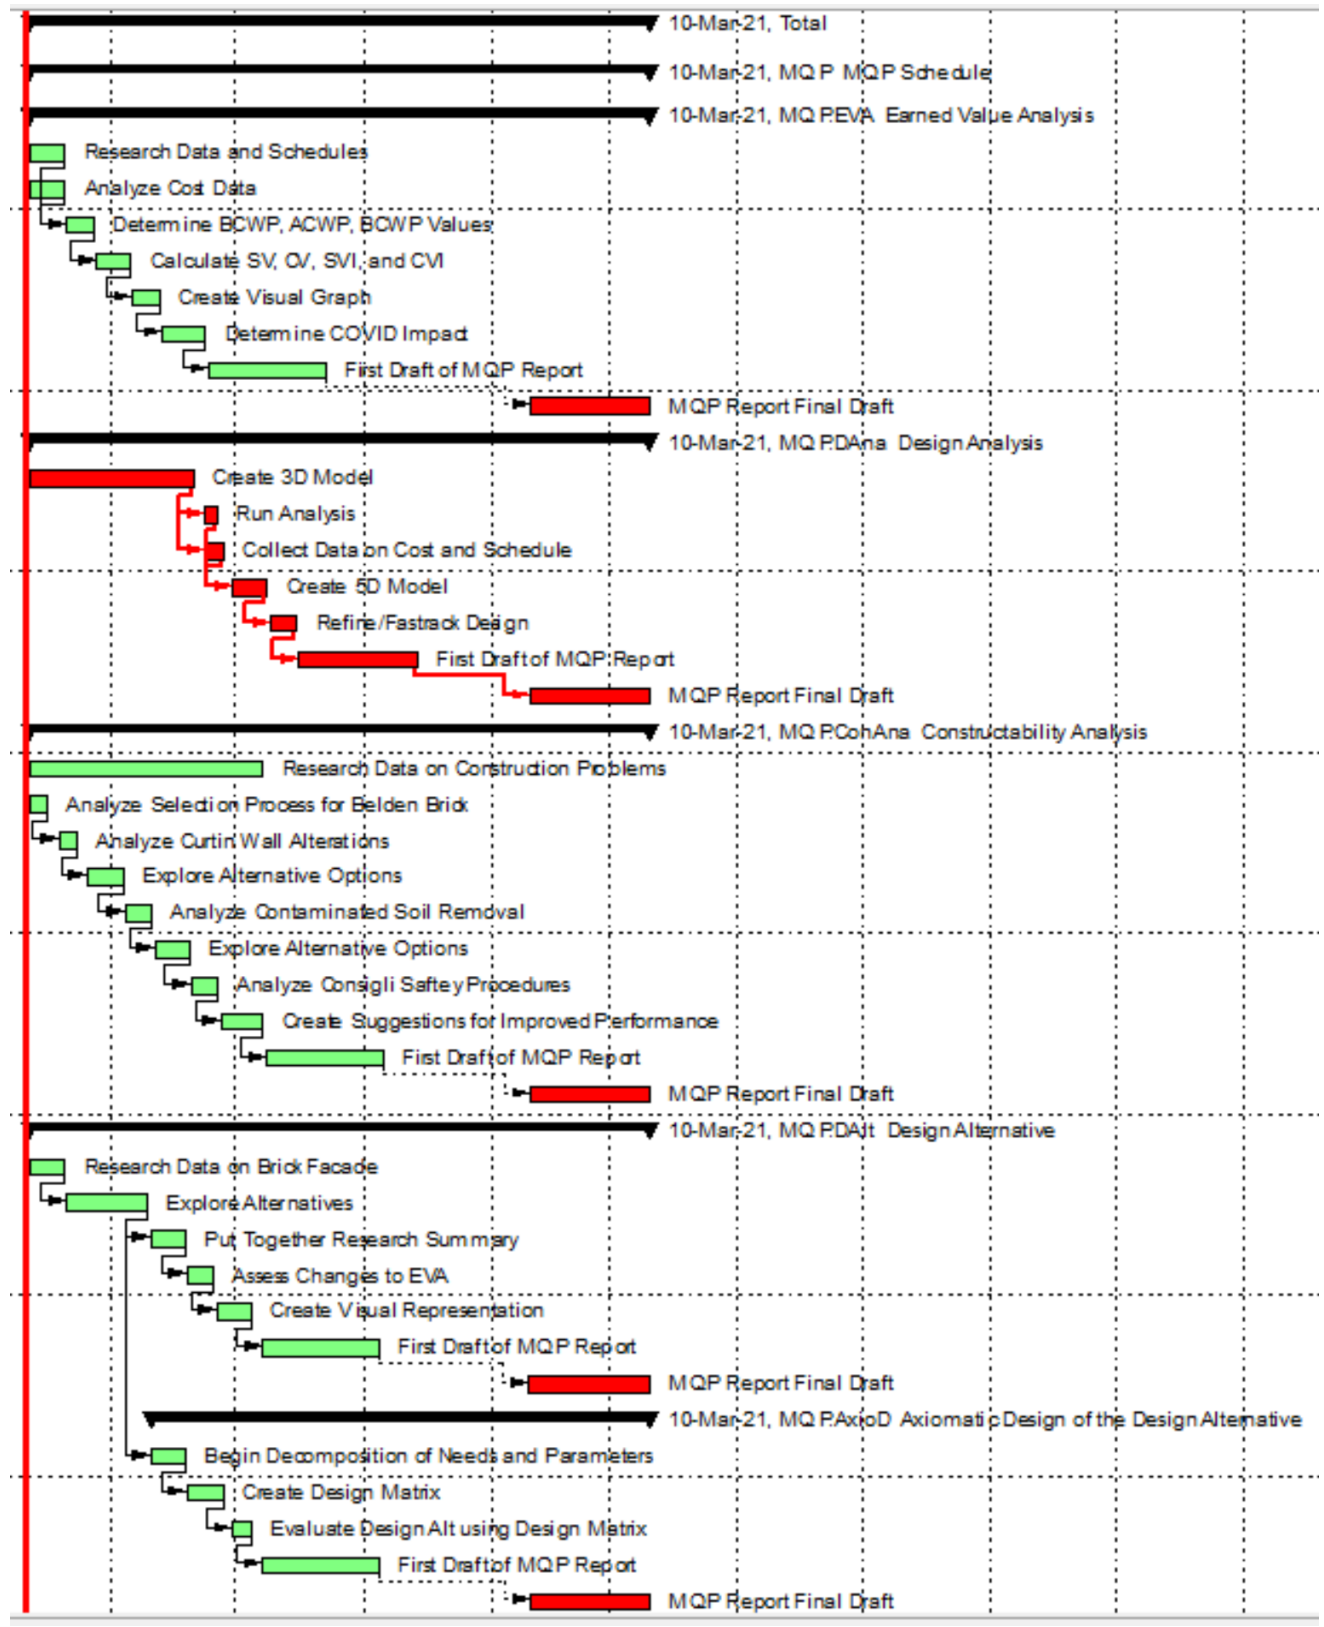 10-Mar-21, Total
10-Mar-21, MQP MQP Schedule
10-Mar-21, MQP.EVA Earned Value Analysis
Research Data and Schedules
Analyze Cost Data
Determine BCWP, ACWP, BCWP Values
Calculate SV, CV, SVI, and CVI
Create Visual Graph
Determine COVID Impact
First Draft of MQP Report
MQP Report Final Draft
10-Mar-21, MQP.DAna Design Analysis
Create 3D Model
Run Analysis
Collect Data on Cost and Schedule
Create 5D Model
Refine/Fastrack Design
First Draft of MQP Report
MQP Report Final Draft
10-Mar-21, MQP.CohAna Constructability Analysis
Research Data on Construction Problems
Analyze Selection Process for Belden Brick
Analyze Curtin Wall Alterations
Explore Alternative Options
Analyze Contaminated Soil Removal
Explore Alternative Options
Analyze Consigli Saftey Procedures
Create Suggestions for Improved Performance
First Draft of MQP Report
MQP Report Final Draft
10-Mar-21, MQP.DAlt Design Alternative
Research Data on Brick Facade
Explore Alternatives
Put Together Research Summary
Assess Changes to EVA
Create Visual Representation
First Draft of MQP Report
MQP Report Final Draft
10-Mar-21, MQP.AxioD Axiomatic Design of the Design Alternative
Begin Decomposition of Needs and Parameters
Create Design Matrix
Evaluate Design Alt using Design Matrix
First Draft of MQP Report
MQP Report Final Draft